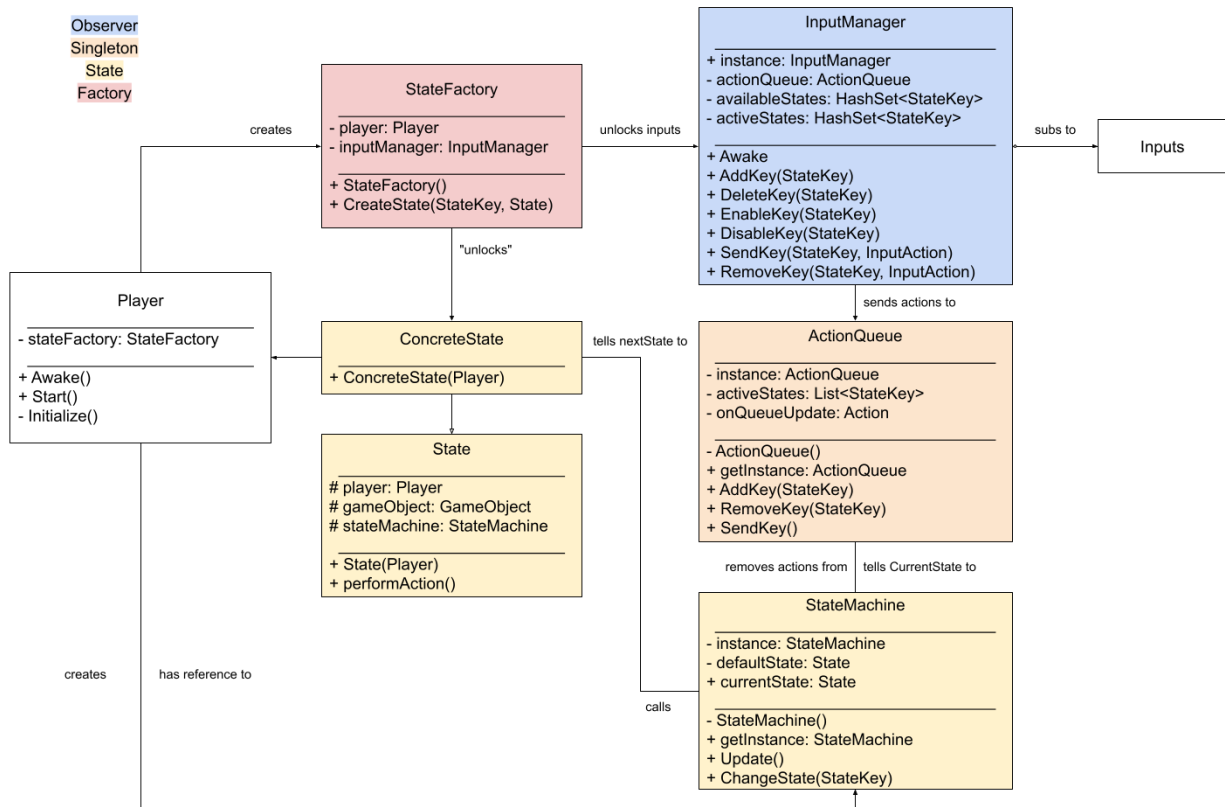 Observer
Singleton
State
Factory
StateFactory
- player: Player
- inputManager: InputManager
+ StateFactory()
+ CreateState(StateKey, State)
creates
unlocks inputs
InputManager
+ instance: InputManager
- actionQueue: ActionQueue
- availableStates: HashSet<StateKey>
- activeStates: HashSet<StateKey>
+ Awake
+ AddKey(StateKey)
+ DeleteKey(StateKey)
+ EnableKey(StateKey)
+ DisableKey(StateKey)
+ SendKey(StateKey, InputAction)
+ RemoveKey(StateKey, InputAction)
subs to
Inputs
"unlocks"
sends actions to
Player
- stateFactory: StateFactory
+ Awake()
+ Start()
- Initialize()
ConcreteState
+ ConcreteState(Player)
tells nextState to
ActionQueue
- instance: ActionQueue
- activeStates: List<StateKey>
- onQueueUpdate: Action
- ActionQueue()
+ getInstance: ActionQueue
+ AddKey(StateKey)
+ RemoveKey(StateKey)
+ SendKey()
State
# player: Player
# gameObject: GameObject
# stateMachine: StateMachine
+ State(Player)
+ performAction()
removes actions from
tells CurrentState to
StateMachine
- instance: StateMachine
- defaultState: State
+ currentState: State
- StateMachine()
+ getInstance: StateMachine
+ Update()
+ ChangeState(StateKey)
creates
has reference to
calls